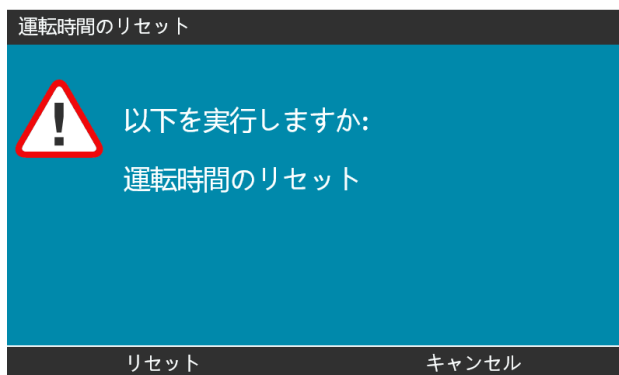 運転時間のリセット
以下を実行しますか:
運転時間のリセット
リセット キャンセル